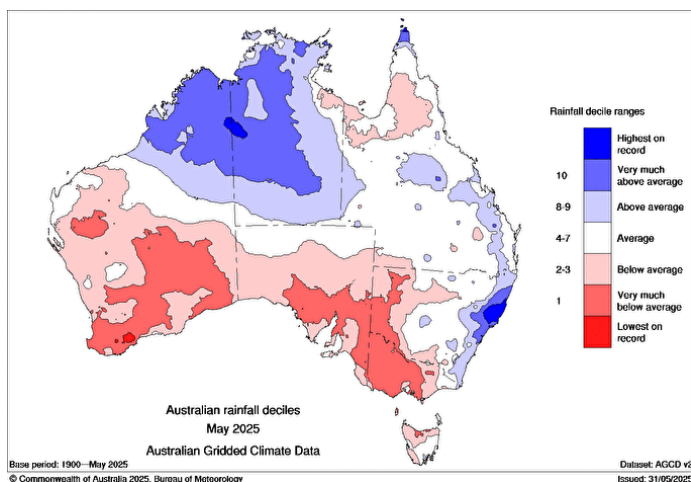 Rainfall decile ranges
Highest on
record
10
Very much
above average
8-9
Above average
4-7
Average
2-3
Below average
1
Very much
below average
Lowest on
record
Australian rainfall deciles
May 2025
Australian Gridded Climate Data
Base period: 1900—May 2025
Dataset: AGCD v2
© Commonwealth of Australia 2025, Bureau of Meteorology
Issued: 31/05/2025